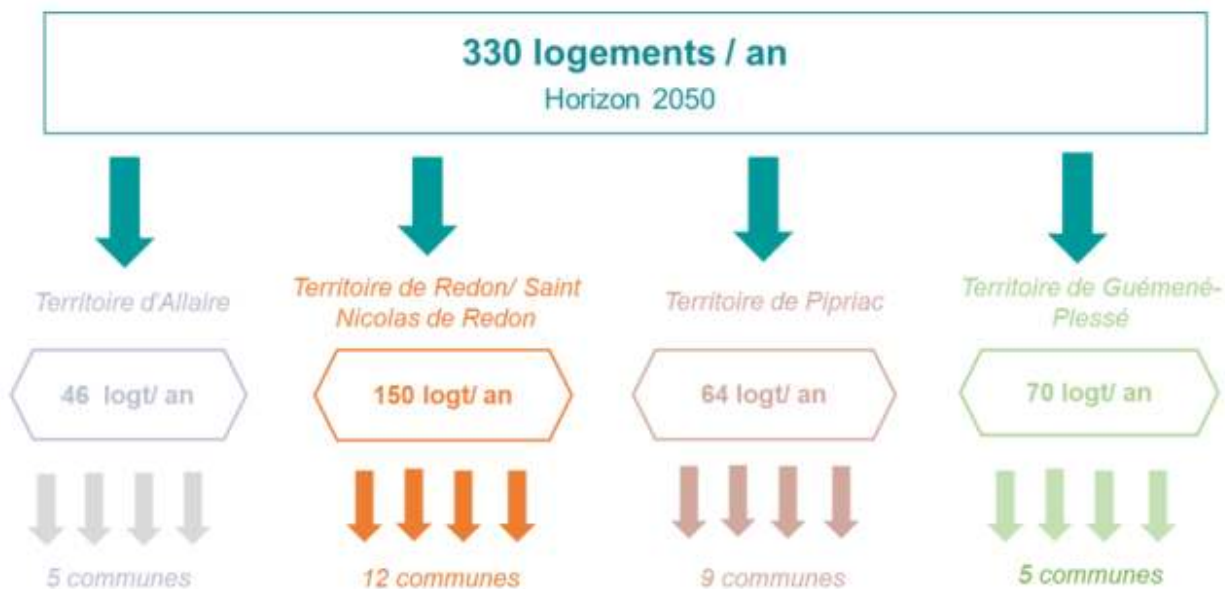 330 logements / an
Horizon 2050
Territoire d'Allaire
Territoire de Redon/ Saint
Nicolas de Redon
Territoire de Pipriac
Territoire de Guémené-
Plessé
46 logt/ an
150 logt/ an
64 logt/ an
70 logt/ an
5 communes
12 communes
9 communes
5 communes